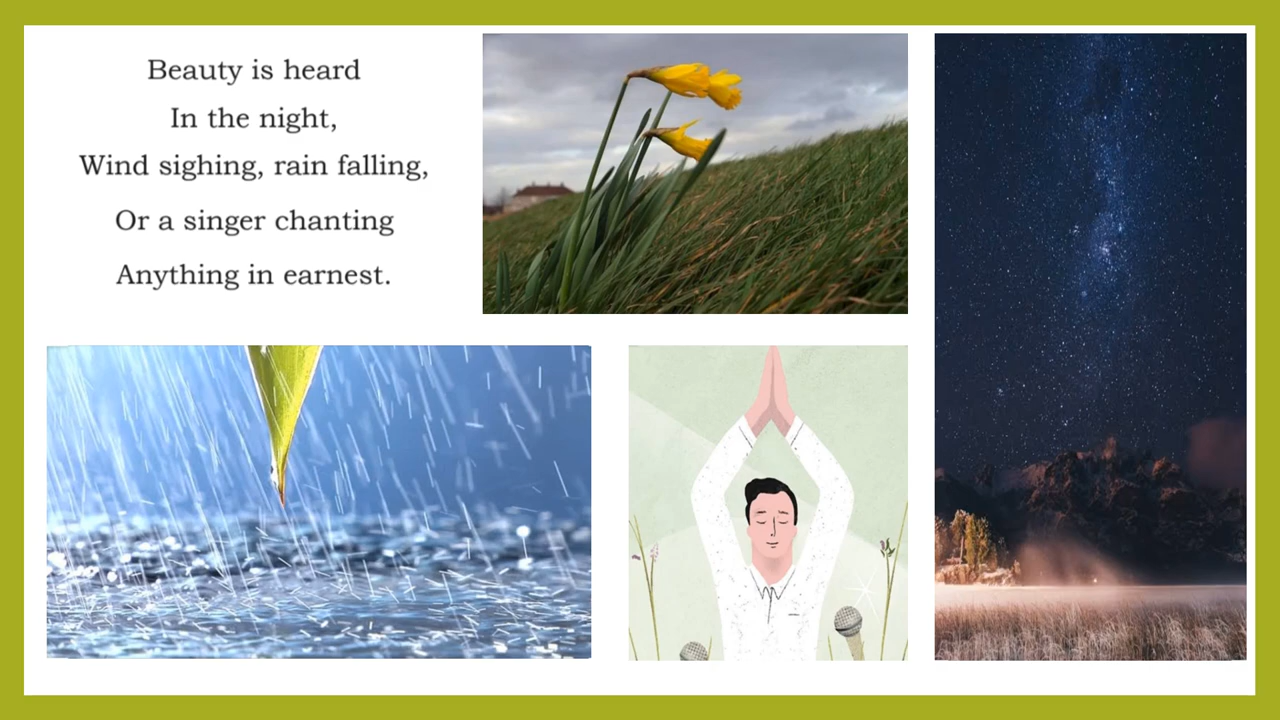 Beauty is heard
In the night,
Wind sighing, rain falling,
Or a singer chanting
Anything in earnest.